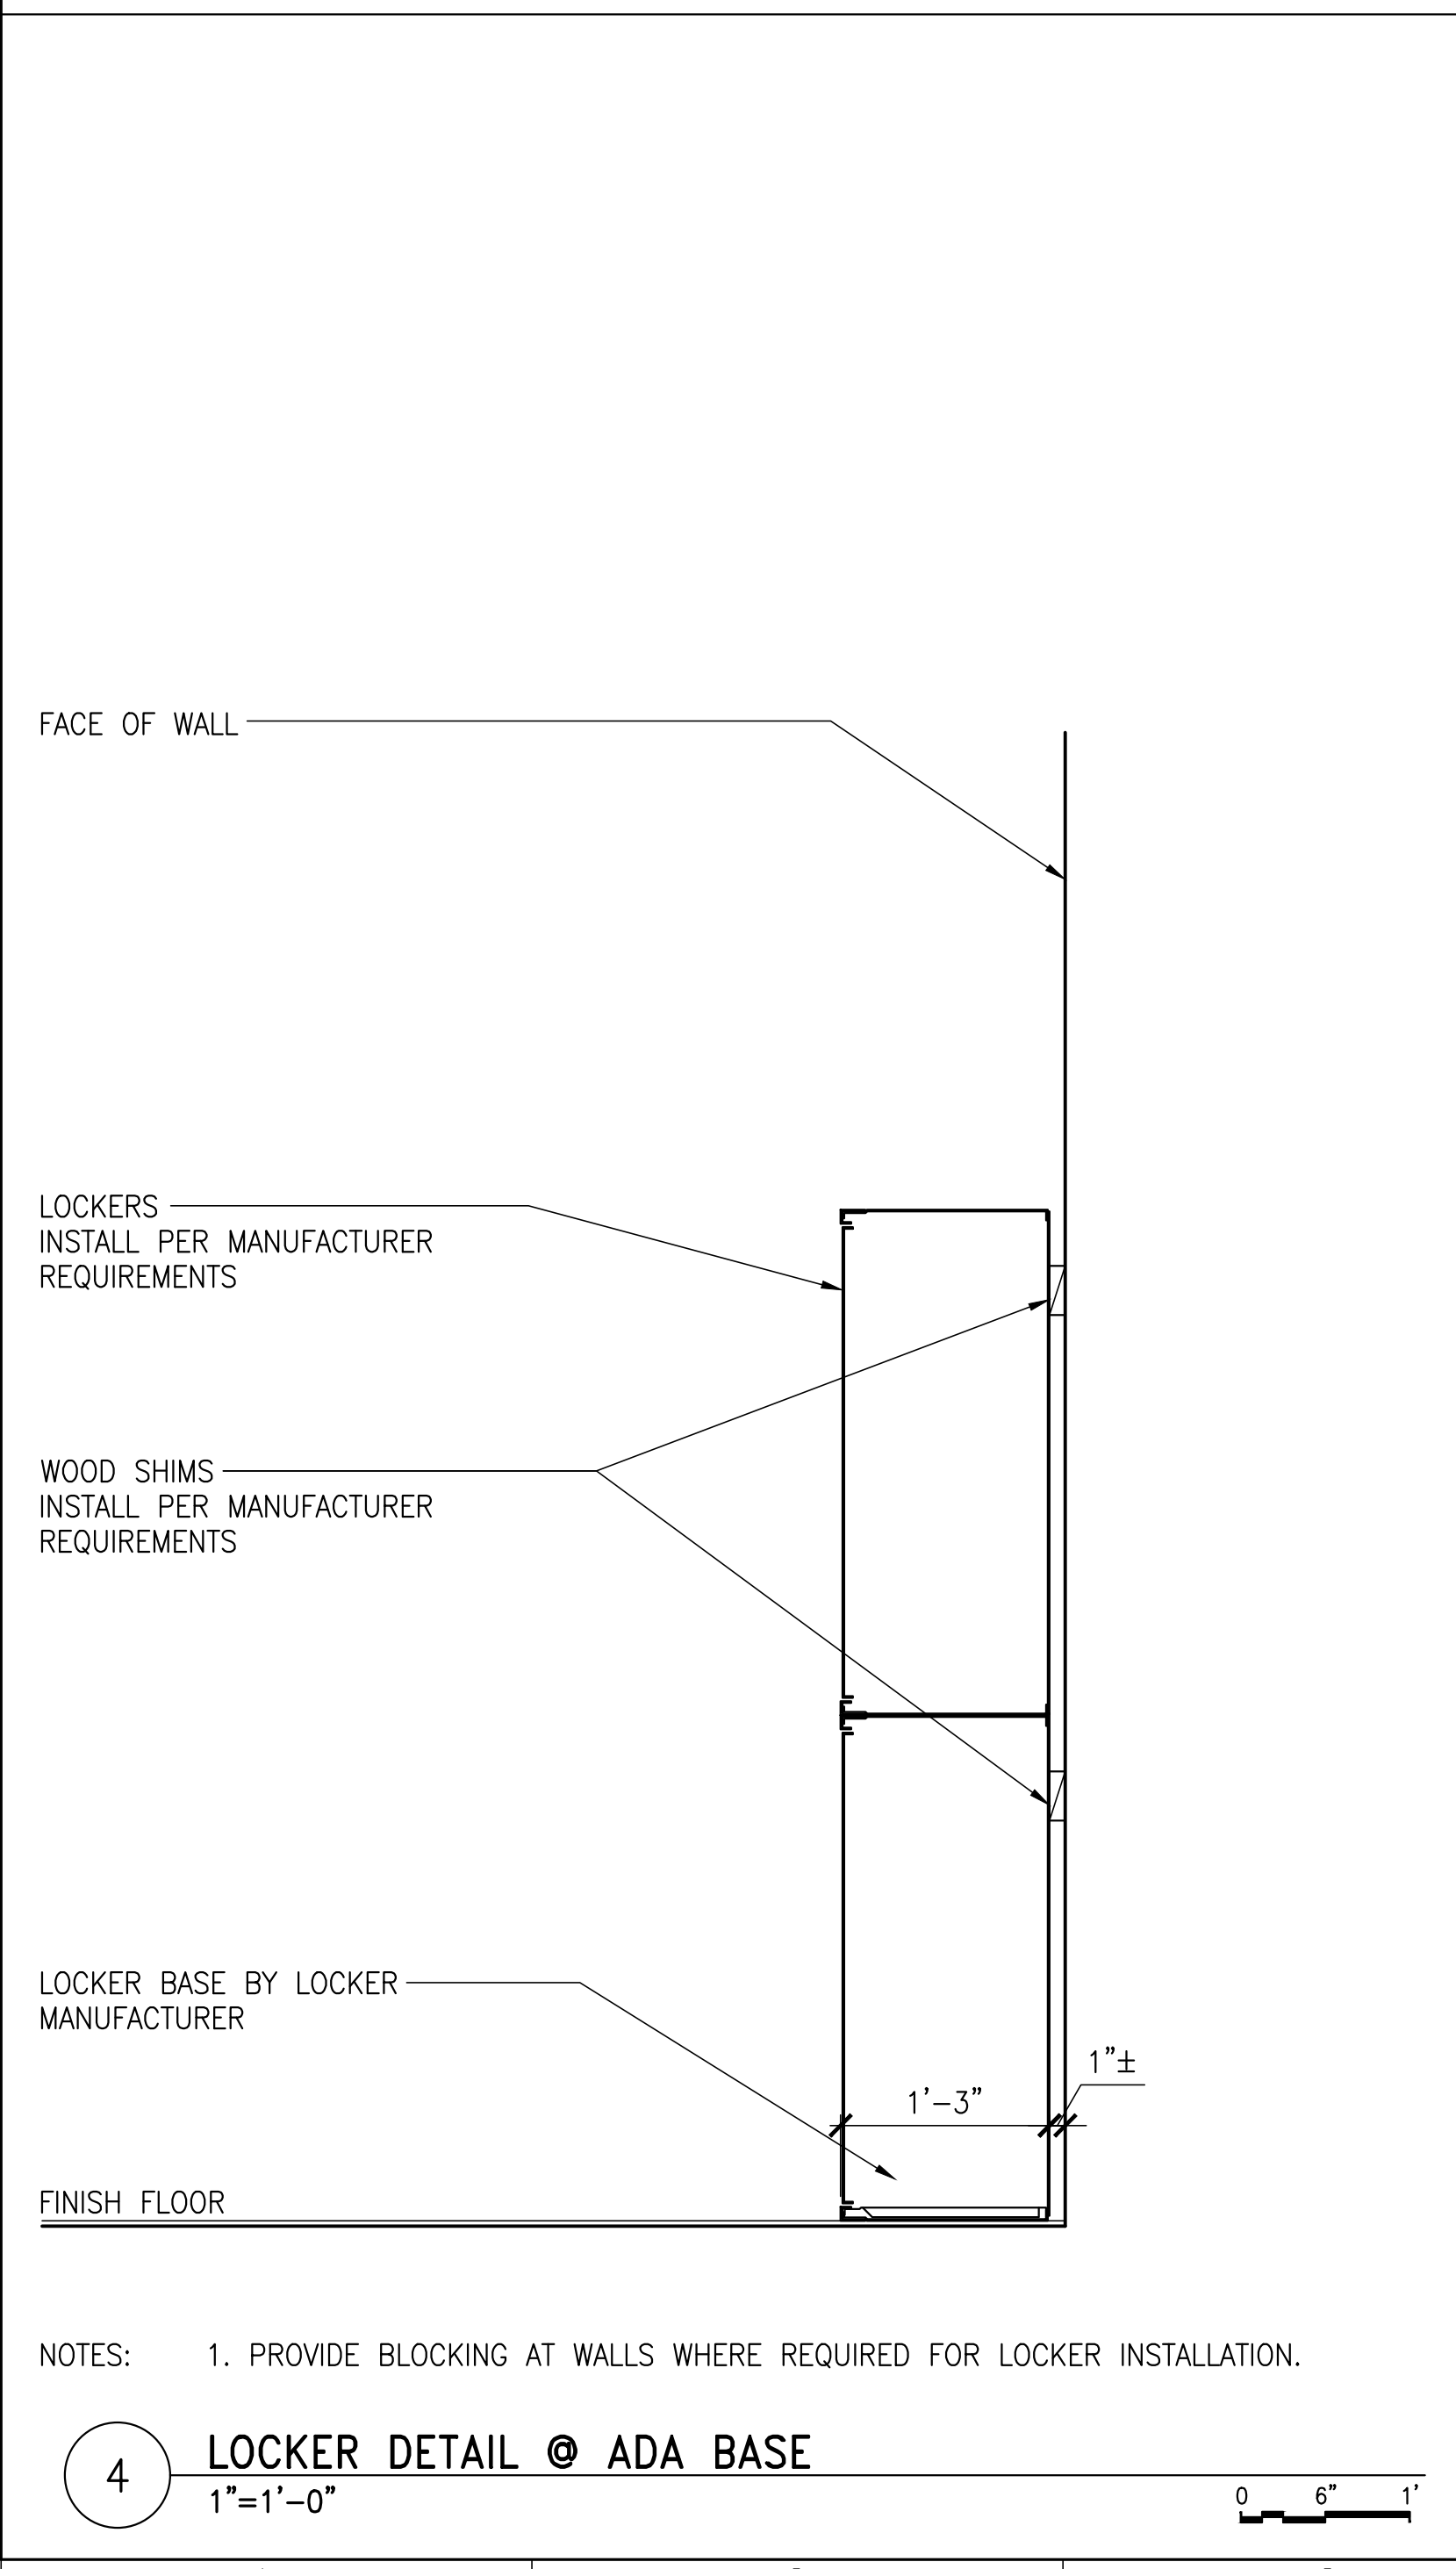 FACE OF WALL
LOCKERS
INSTALL PER MANUFACTURER
REQUIREMENTS
WOOD SHIMS
INSTALL PER MANUFACTURER
REQUIREMENTS
LOCKER BASE BY LOCKER
MANUFACTURER
1"±
1'-3"
FINISH FLOOR
NOTES: 1. PROVIDE BLOCKING AT WALLS WHERE REQUIRED FOR LOCKER INSTALLATION.
4
LOCKER DETAIL @ ADA BASE
1"=1'-0"
0 6" 1'